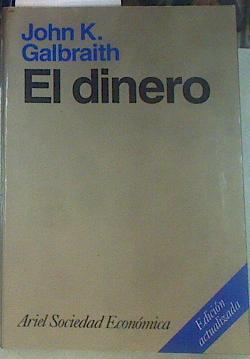 John K.
Galbraith
El dinero
Edición
actualizada
Ariel Sociedad Económica